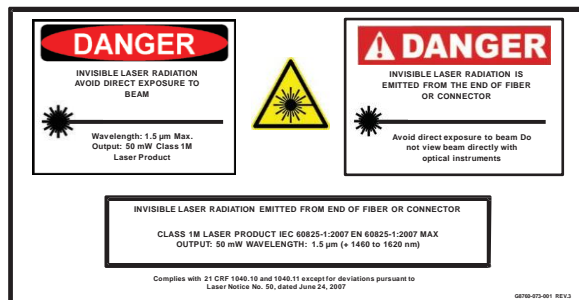 DANGER
INVISIBLE LASER RADIATION
AVOID DIRECT EXPOSURE TO
BEAM
Wavelength: 1.5 µm Max.
Output: 50 mW Class 1M
Laser Product
DANGER
INVISIBLE LASER RADIATION IS
EMITTED FROM THE END OF FIBER
OR CONNECTOR
Avoid direct exposure to beam Do
not view beam directly with
optical instruments
INVISIBLE LASER RADIATION EMITTED FROM END OF FIBER OR CONNECTOR
CLASS 1M LASER PRODUCT IEC 60825-1:2007 EN 60825-1:2007 MAX
OUTPUT: 50 mW WAVELENGTH: 1.5 µm (+ 1460 to 1620 nm)
Complies with 21 CRF 1040.10 and 1040.11 except for deviations pursuant to
Laser Notice No. 50, dated June 24, 2007
G8760-073-001 REV.3